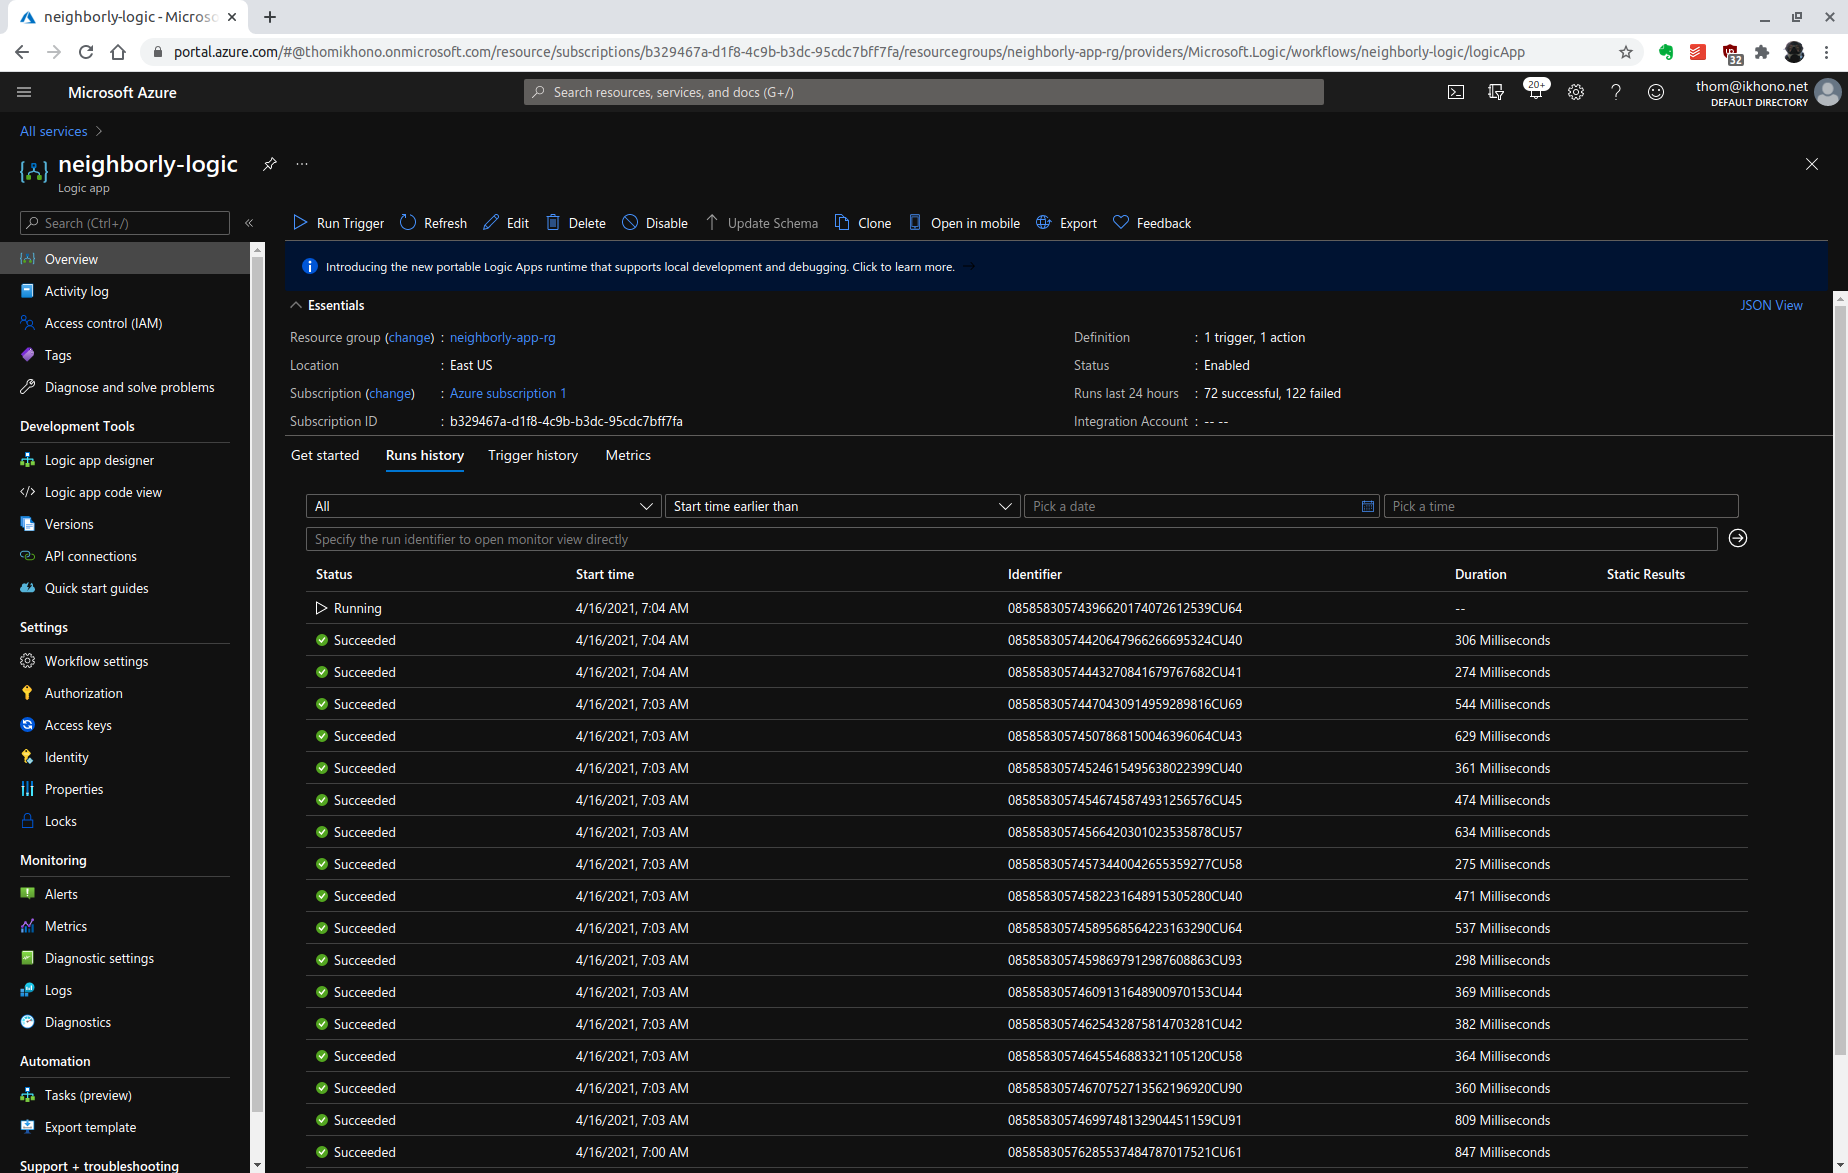 neighborly-logic - Microso
portal.azure.com/#@thomikhono.onmicrosoft.com/resource/subscriptions/b329467a-d1f8-4c9b-b3dc-95cdc7bff7fa/resourcegroups/neighborly-app-rg/providers/Microsoft.Logic/workflows/neighborly-logic/logicApp
32
Microsoft Azure
Search resources, services, and docs (G+/)
20+
thom@ikhono.net
DEFAULT DIRECTORY
All services
neighborly-logic
Logic app
Search (Ctrl+/)
Run Trigger Refresh Edit Delete Disable Update Schema Clone Open in mobile Export Feedback
Overview
Activity log
Access control (IAM)
Tags
Diagnose and solve problems
Development Tools
Logic app designer
Logic app code view
Versions
API connections
Quick start guides
Settings
Workflow settings
Authorization
Access keys
Identity
Properties
Locks
Monitoring
Alerts
Metrics
Diagnostic settings
Logs
Diagnostics
Automation
Tasks (preview)
Export template
Support + troubleshooting
Introducing the new portable Logic Apps runtime that supports local development and debugging. Click to learn more.
Essentials
JSON View
Resource group (change) : neighborly-app-rg
Location : East US
Subscription (change) : Azure subscription 1
Subscription ID : b329467a-d1f8-4c9b-b3dc-95cdc7bff7fa
Definition : 1 trigger, 1 action
Status : Enabled
Runs last 24 hours : 72 successful, 122 failed
Integration Account : -- --
Get started Runs history Trigger history Metrics
All Start time earlier than Pick a date Pick a time
Specify the run identifier to open monitor view directly
Status Start time Identifier Duration Static Results
Running 4/16/2021, 7:04 AM 08585830574396620174072612539CU64 --
Succeeded 4/16/2021, 7:04 AM 08585830574420647966266695324CU40 306 Milliseconds
Succeeded 4/16/2021, 7:04 AM 08585830574443270841679767682CU41 274 Milliseconds
Succeeded 4/16/2021, 7:03 AM 08585830574470430914959289816CU69 544 Milliseconds
Succeeded 4/16/2021, 7:03 AM 08585830574507868150046396064CU43 629 Milliseconds
Succeeded 4/16/2021, 7:03 AM 08585830574524615495638022399CU40 361 Milliseconds
Succeeded 4/16/2021, 7:03 AM 08585830574546745874931256576CU45 474 Milliseconds
Succeeded 4/16/2021, 7:03 AM 08585830574566420301023535878CU57 634 Milliseconds
Succeeded 4/16/2021, 7:03 AM 08585830574573440042655359277CU58 275 Milliseconds
Succeeded 4/16/2021, 7:03 AM 08585830574582231648915305280CU40 471 Milliseconds
Succeeded 4/16/2021, 7:03 AM 08585830574589568564223163290CU64 537 Milliseconds
Succeeded 4/16/2021, 7:03 AM 08585830574598697912987608863CU93 298 Milliseconds
Succeeded 4/16/2021, 7:03 AM 08585830574609131648900970153CU44 369 Milliseconds
Succeeded 4/16/2021, 7:03 AM 08585830574625432875814703281CU42 382 Milliseconds
Succeeded 4/16/2021, 7:03 AM 08585830574645546883321105120CU58 364 Milliseconds
Succeeded 4/16/2021, 7:03 AM 08585830574670752713562196920CU90 360 Milliseconds
Succeeded 4/16/2021, 7:03 AM 08585830574699748132904451159CU91 809 Milliseconds
Succeeded 4/16/2021, 7:00 AM 08585830576285537484787017521CU61 847 Milliseconds